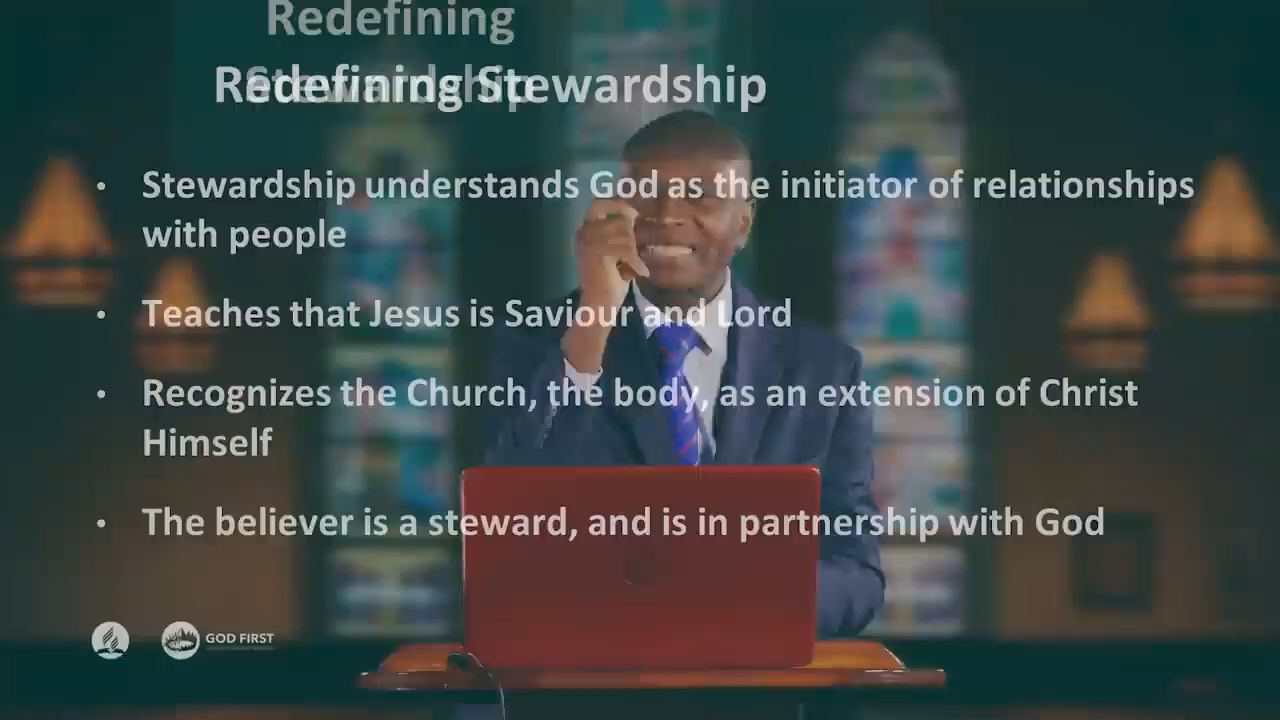 Redefining
Stewardship
Redefining Stewardship
• Stewardship understands God as the initiator of relationships
with people
• Teaches that Jesus is Saviour and Lord
• Recognizes the Church, the body, as an extension of Christ
Himself
• The believer is a steward, and is in partnership with God
GOD FIRST